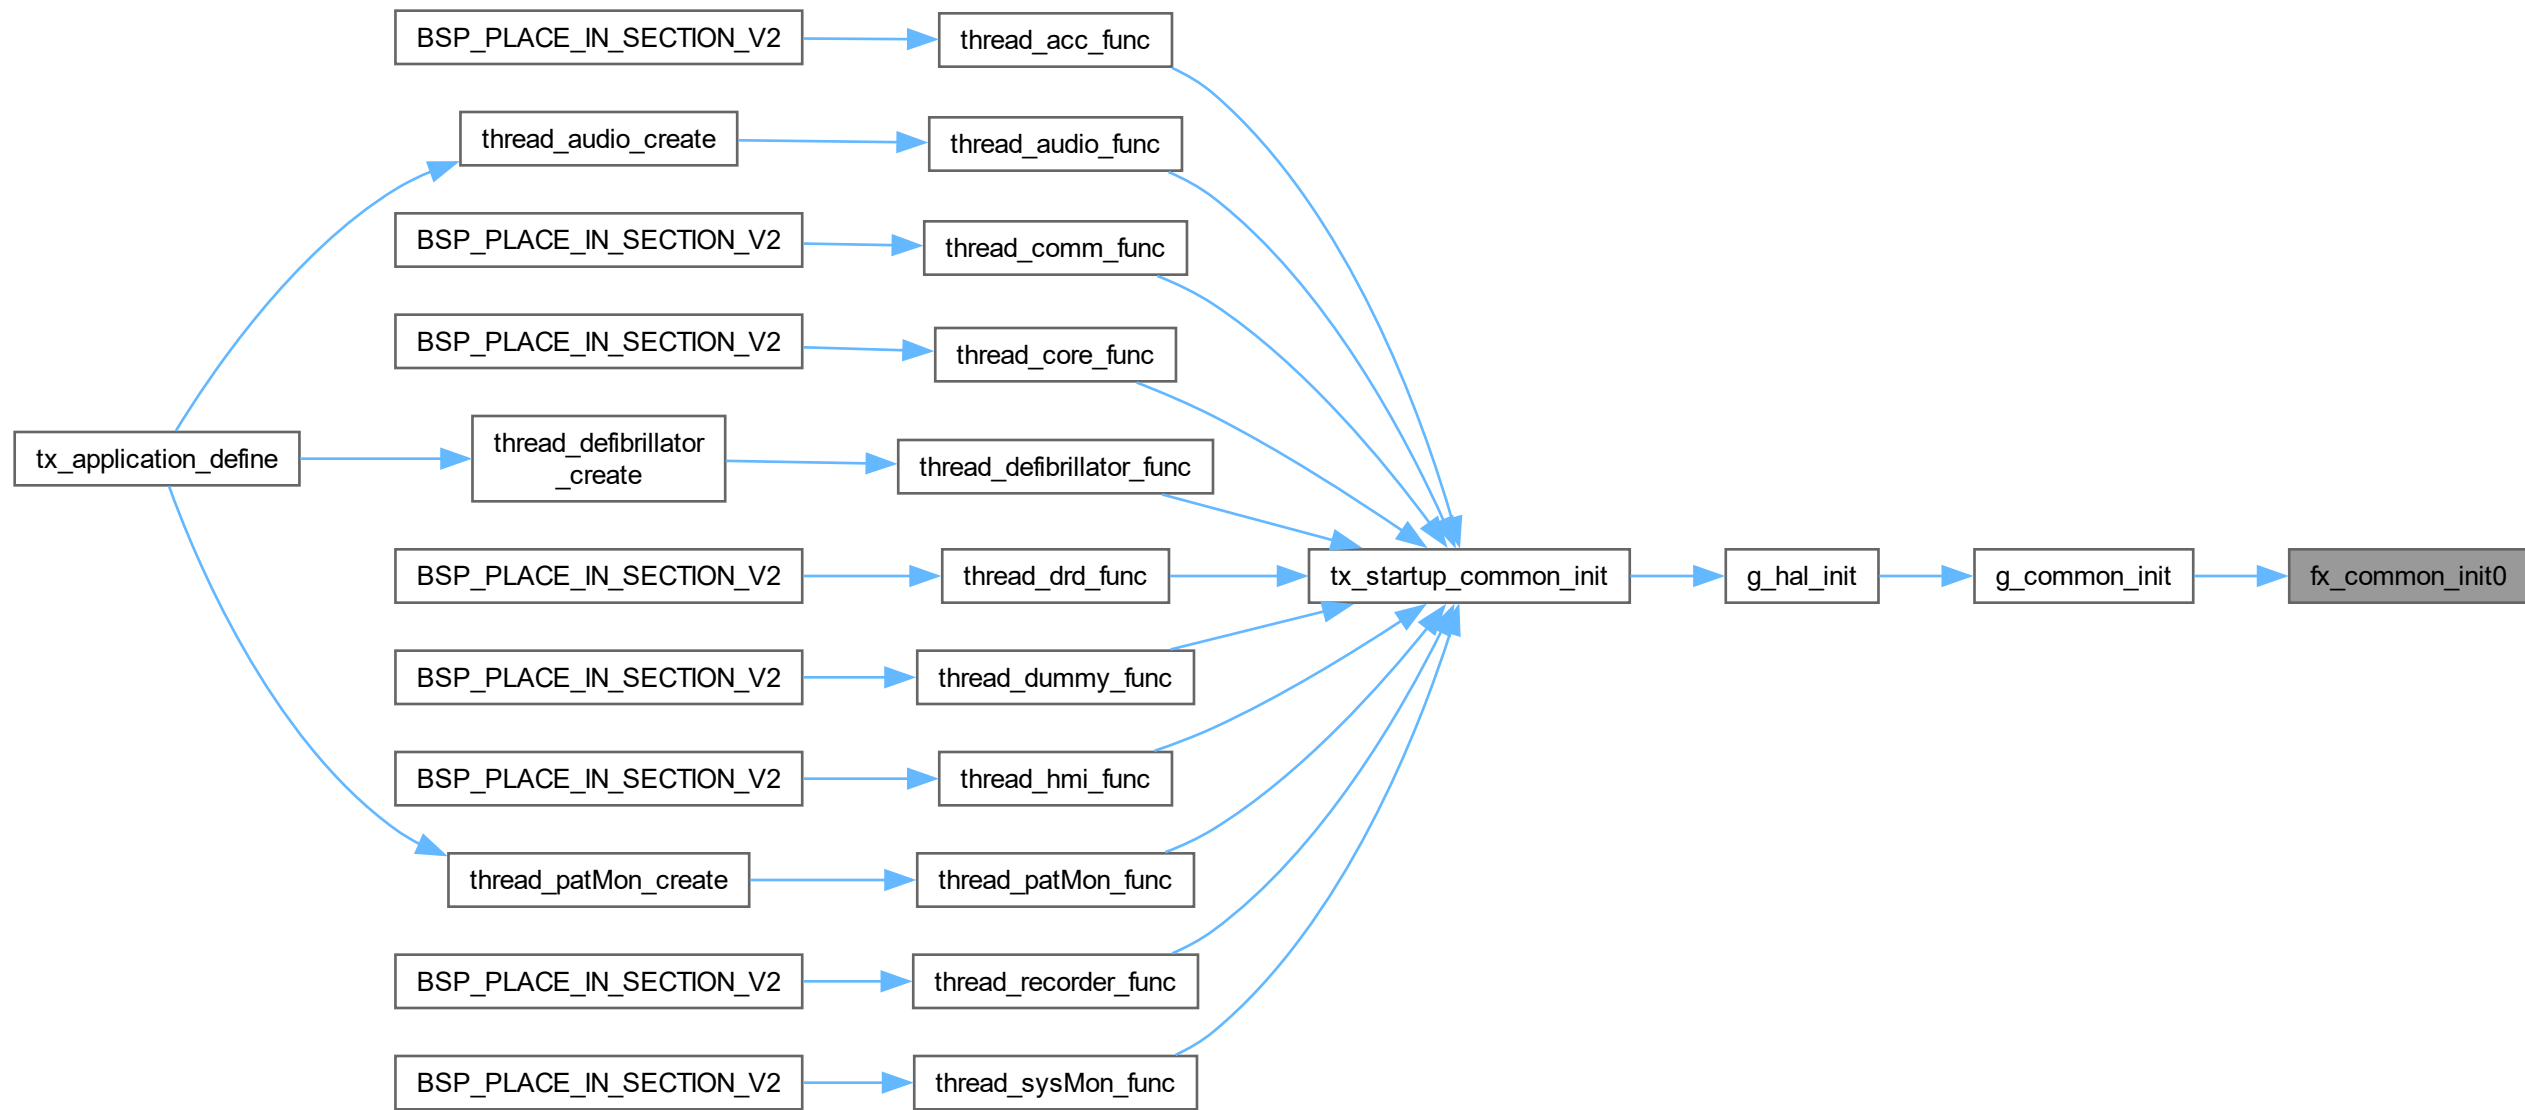 BSP_PLACE_IN_SECTION_V2
thread_acc_func
thread_audio_create
thread_audio_func
BSP_PLACE_IN_SECTION_V2
thread_comm_func
BSP_PLACE_IN_SECTION_V2
thread_core_func
tx_application_define
thread_defibrillator
_create
thread_defibrillator_func
BSP_PLACE_IN_SECTION_V2
thread_drd_func
tx_startup_common_init
g_hal_init
g_common_init
fx_common_init0
BSP_PLACE_IN_SECTION_V2
thread_dummy_func
BSP_PLACE_IN_SECTION_V2
thread_hmi_func
thread_patMon_create
thread_patMon_func
BSP_PLACE_IN_SECTION_V2
thread_recorder_func
BSP_PLACE_IN_SECTION_V2
thread_sysMon_func